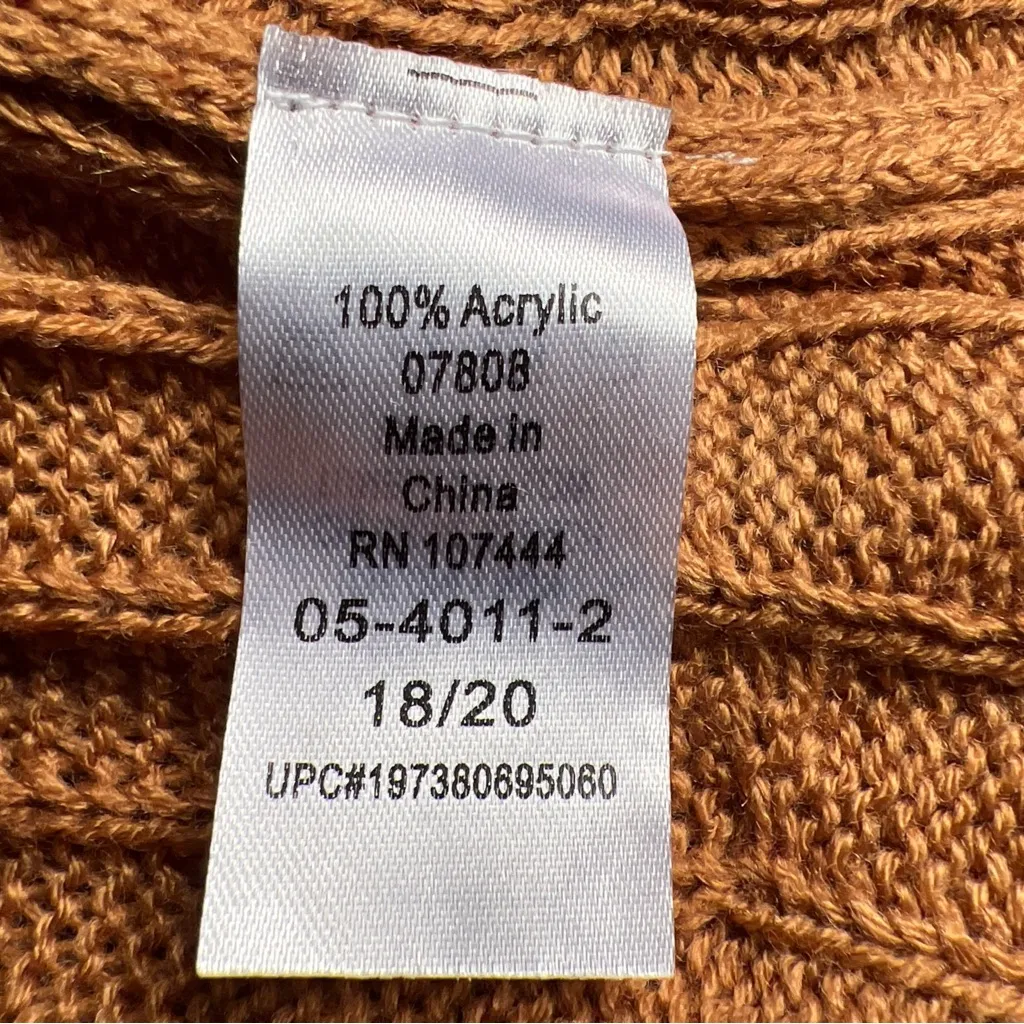 100% Acrylic
07808
Made in
China
RN 107444
05-4011-2
18/20
UPC#197380695060